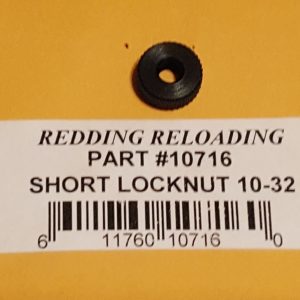 REDDING RELOADING
PART #10716
SHORT LOCKNUT 10-32
6 11760 10716 0